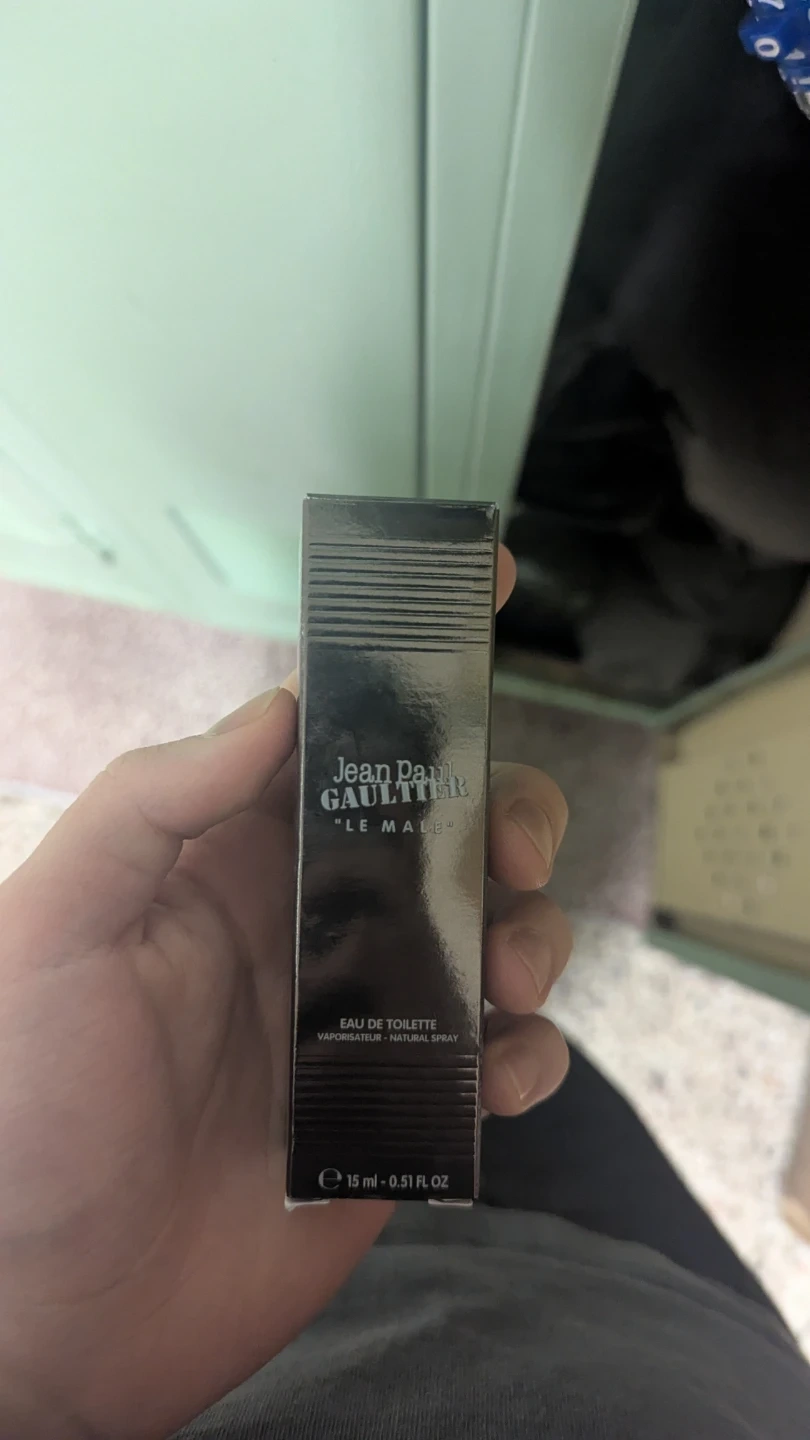 Jean Paul
GAULTIER
"LE MALE"
EAU DE TOILETTE
VAPORISATEUR - NATURAL SPRAY
℮ 15 ml - 0.51 FL OZ